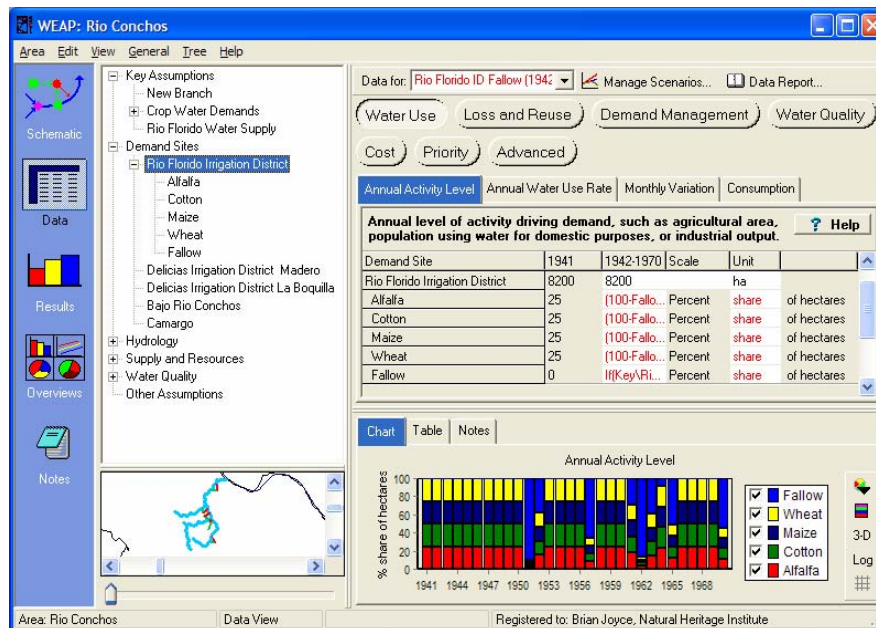 WEAP: Rio Conchos
Area Edit View General Tree Help
Schematic
Data
Results
Overviews
Notes
Key Assumptions
New Branch
Crop Water Demands
Rio Florido Water Supply
Demand Sites
Rio Florido Irrigation District
Alfalfa
Cotton
Maize
Wheat
Fallow
Delicias Irrigation District Madero
Delicias Irrigation District La Boquilla
Bajo Rio Conchos
Camargo
Hydrology
Supply and Resources
Water Quality
Other Assumptions
Data for: Rio Florido ID Fallow (1942 Manage Scenarios... Data Report...
Water Use Loss and Reuse Demand Management Water Quality
Cost Priority Advanced
Annual Activity Level Annual Water Use Rate Monthly Variation Consumption
Annual level of activity driving demand, such as agricultural area,
population using water for domestic purposes, or industrial output.
? Help
Demand Site 1941 1942-1970 Scale Unit
Rio Florido Irrigation District 8200 8200 ha
Alfalfa 25 (100-Fallo... Percent share of hectares
Cotton 25 (100-Fallo... Percent share of hectares
Maize 25 (100-Fallo... Percent share of hectares
Wheat 25 (100-Fallo... Percent share of hectares
Fallow 0 If(Key\Ri... Percent share of hectares
Chart Table Notes
Annual Activity Level
% share of hectares
100
80
60
40
20
0
1941 1944 1947 1950 1953 1956 1959 1962 1965 1968
Fallow
Wheat
Maize
Cotton
Alfalfa
3-D
Log
Area: Rio Conchos Data View Registered to: Brian Joyce, Natural Heritage Institute